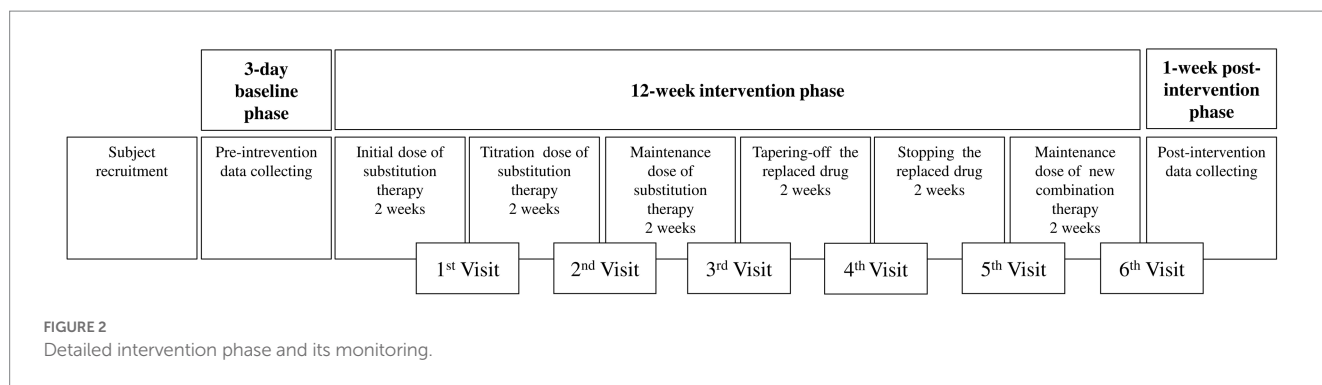 3-day
baseline
phase
12-week intervention phase
1-week post-
intervention
phase
Subject
recruitment
Pre-intrevention
data collecting
Initial dose of
substitution
therapy
2 weeks
Titration dose of
substitution
therapy
2 weeks
Maintenance
dose of
substitution
therapy
2 weeks
Tapering-off the
replaced drug
2 weeks
Stopping the
replaced drug
2 weeks
Maintenance
dose of new
combination
therapy
2 weeks
Post-intervention
data collecting
1st Visit
2nd Visit
3rd Visit
4th Visit
5th Visit
6th Visit
FIGURE 2
Detailed intervention phase and its monitoring.